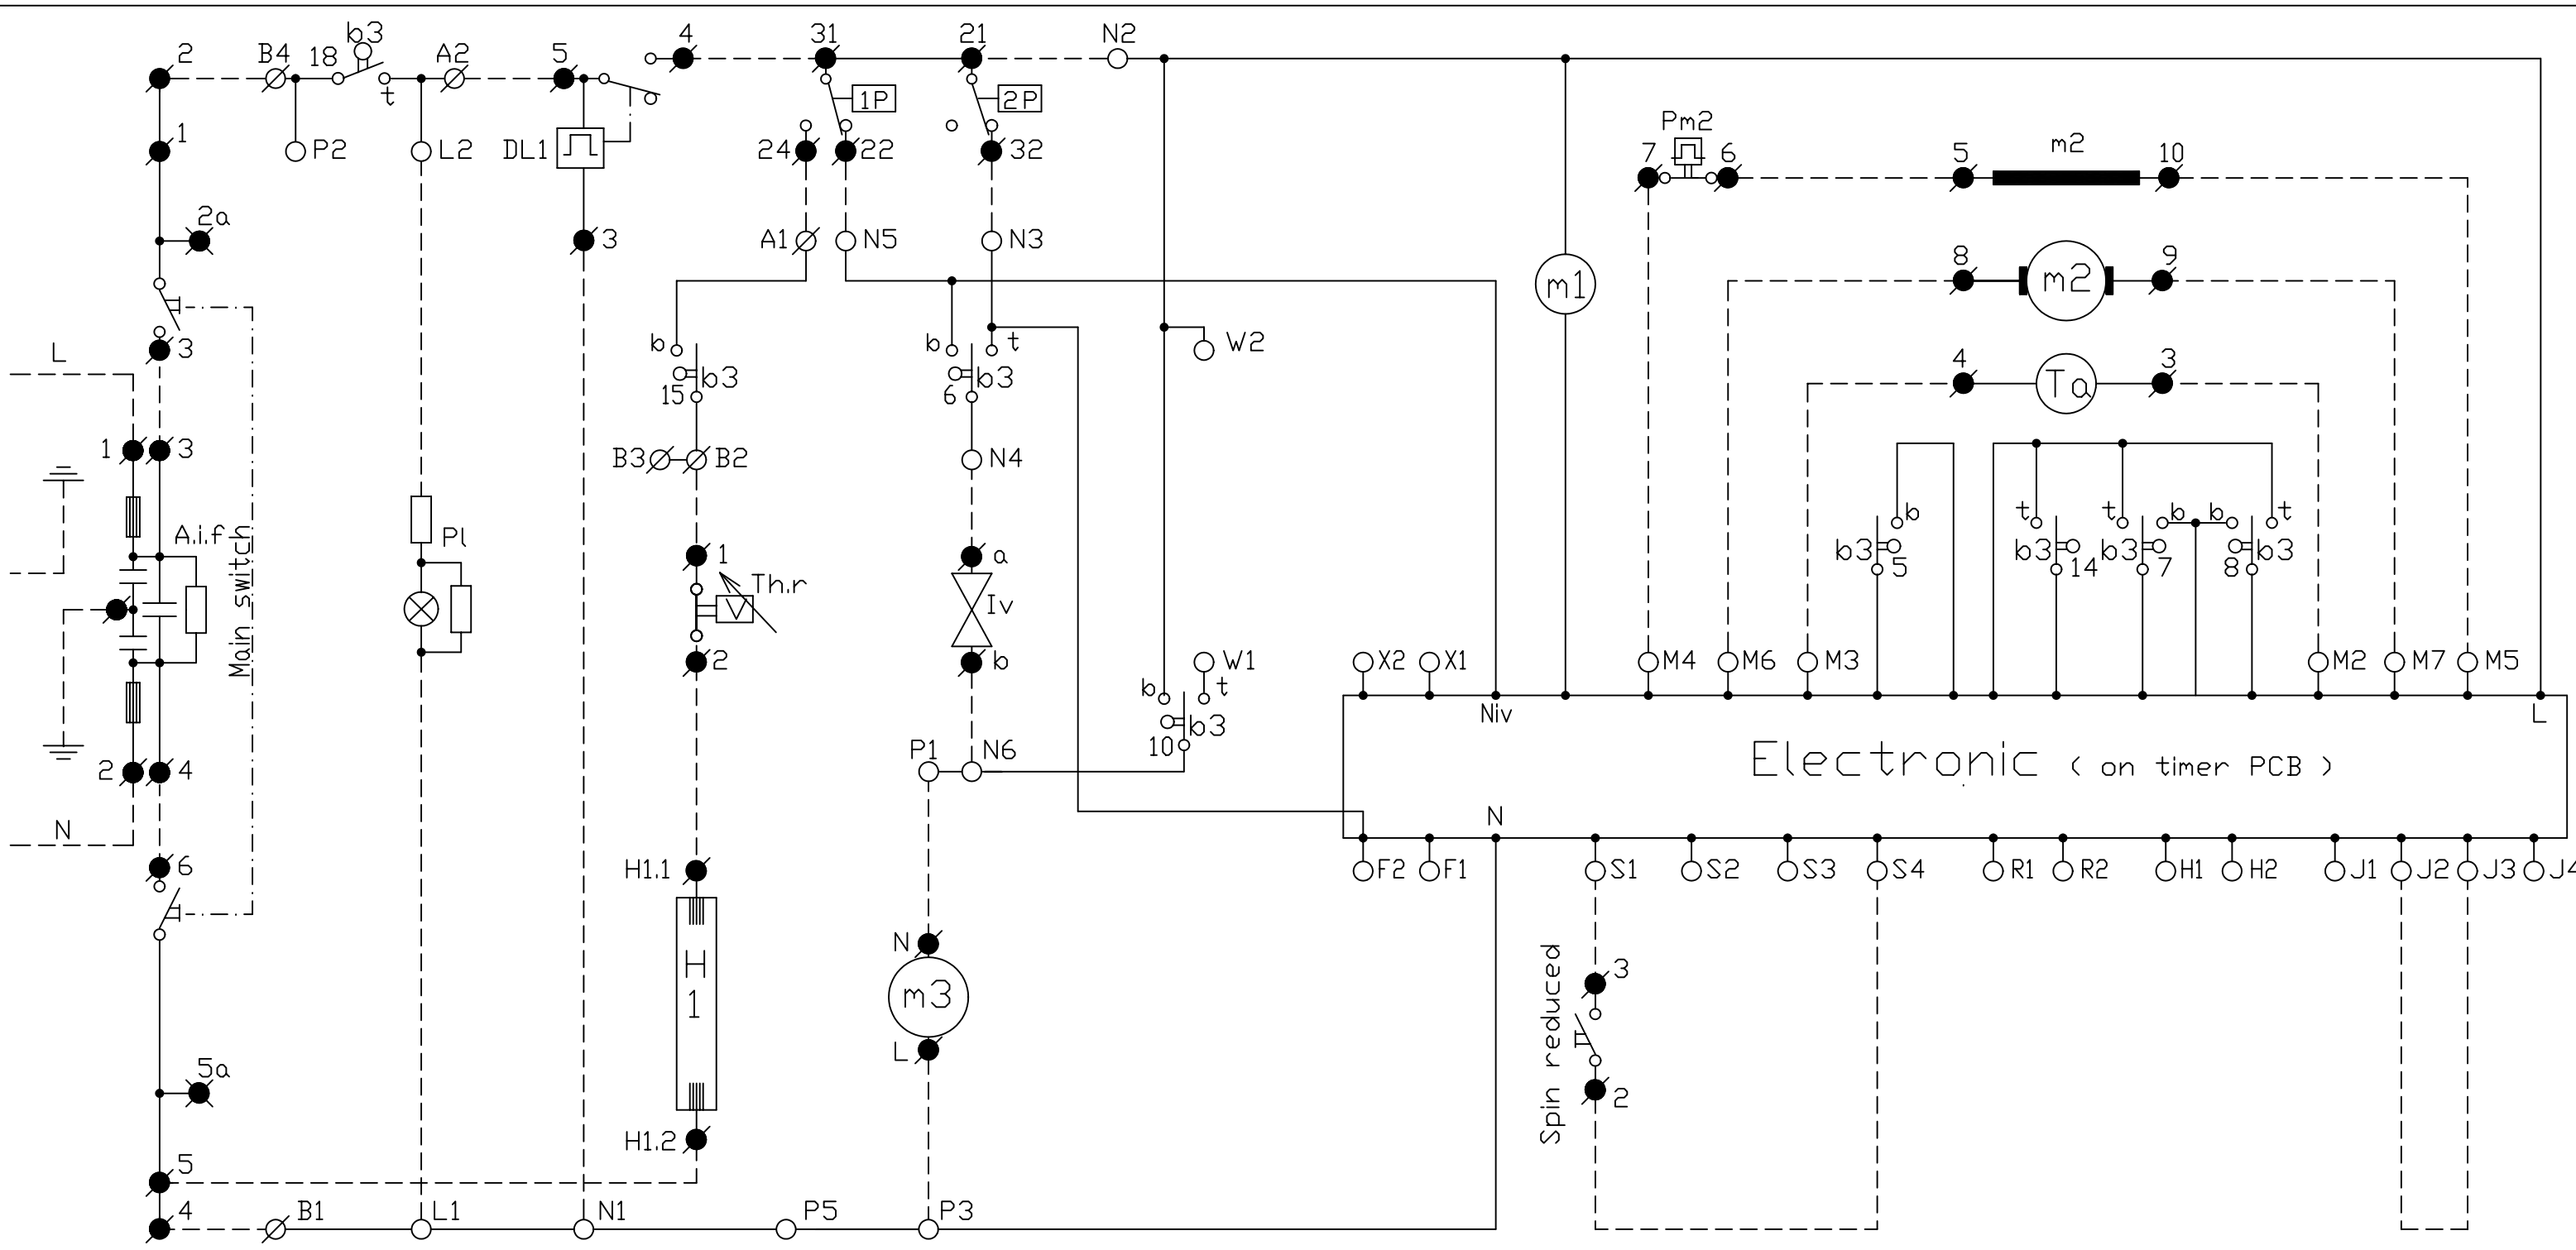 2 B4 18 b3 t A2 5 4 31 21 N2
1 P2 L2 DL1 1P 2P
24 22 32
Pm2 7 6 5 m2 10
2a 3 A1 N5 N3
8 m2 9
m1
L 3 b b3 15 b b3 t 6 W2
4 Ta 3
1 3 B3 B2 N4
b b3 5 t b3 14 t b3 7 b b t b3 8
A.i.f Pl 1 Th.r a Iv
Main switch
2 b W1
X2 X1 M4 M6 M3 M2 M7 M5
b t b3 10
Niv L
2 4 P1 N6
Electronic ( on timer PCB )
N N
6 H1.1 F2 F1 S1 S2 S3 S4 R1 R2 H1 H2 J1 J2 J3 J4
H 1
N m3 L
Spin reduced
3
2
5a
H1.2
5
4 B1 L1 N1 P5 P3